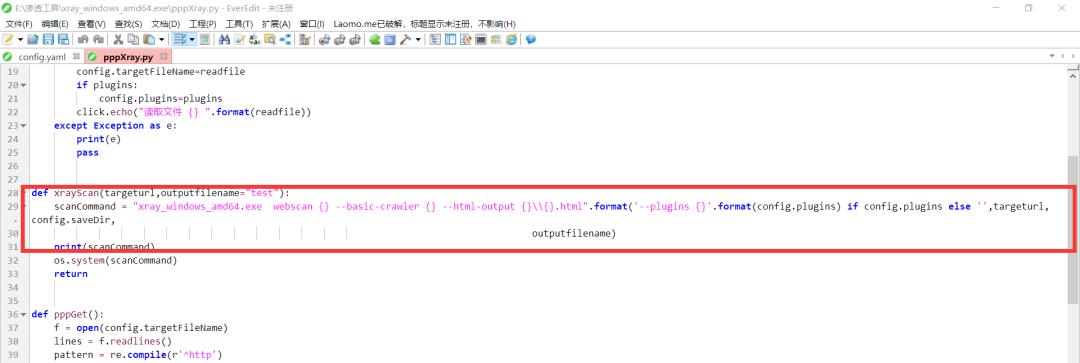 E:\渗透工具\xray_windows_amd64.exe\pppXray.py - EverEdit - 未注册
文件(F) 编辑(E) 查看(V) 查找(S) 文档(D) 工程(P) 工具(T) 扩展(A) 窗口(I) Laomo.me已破解，标题显示未注册，不影响(H)
config.yaml pppXray.py
19 config.targetFileName=readfile
20 if plugins:
21 config.plugins=plugins
22 click.echo("读取文件 {} ".format(readfile))
23 except Exception as e:
24 print(e)
25 pass
26
27
28 def xrayScan(targeturl,outputfilename="test"):
29 scanCommand = "xray_windows_amd64.exe webscan {} --basic-crawler {} --html-output {}\\{}.html".format('--plugins {}'.format(config.plugins) if config.plugins else '',targeturl,
config.saveDir,
30 outputfilename)
31 print(scanCommand)
32 os.system(scanCommand)
33 return
34
35
36 def pppGet():
37 f = open(config.targetFileName)
38 lines = f.readlines()
39 pattern = re.compile(r'^http')